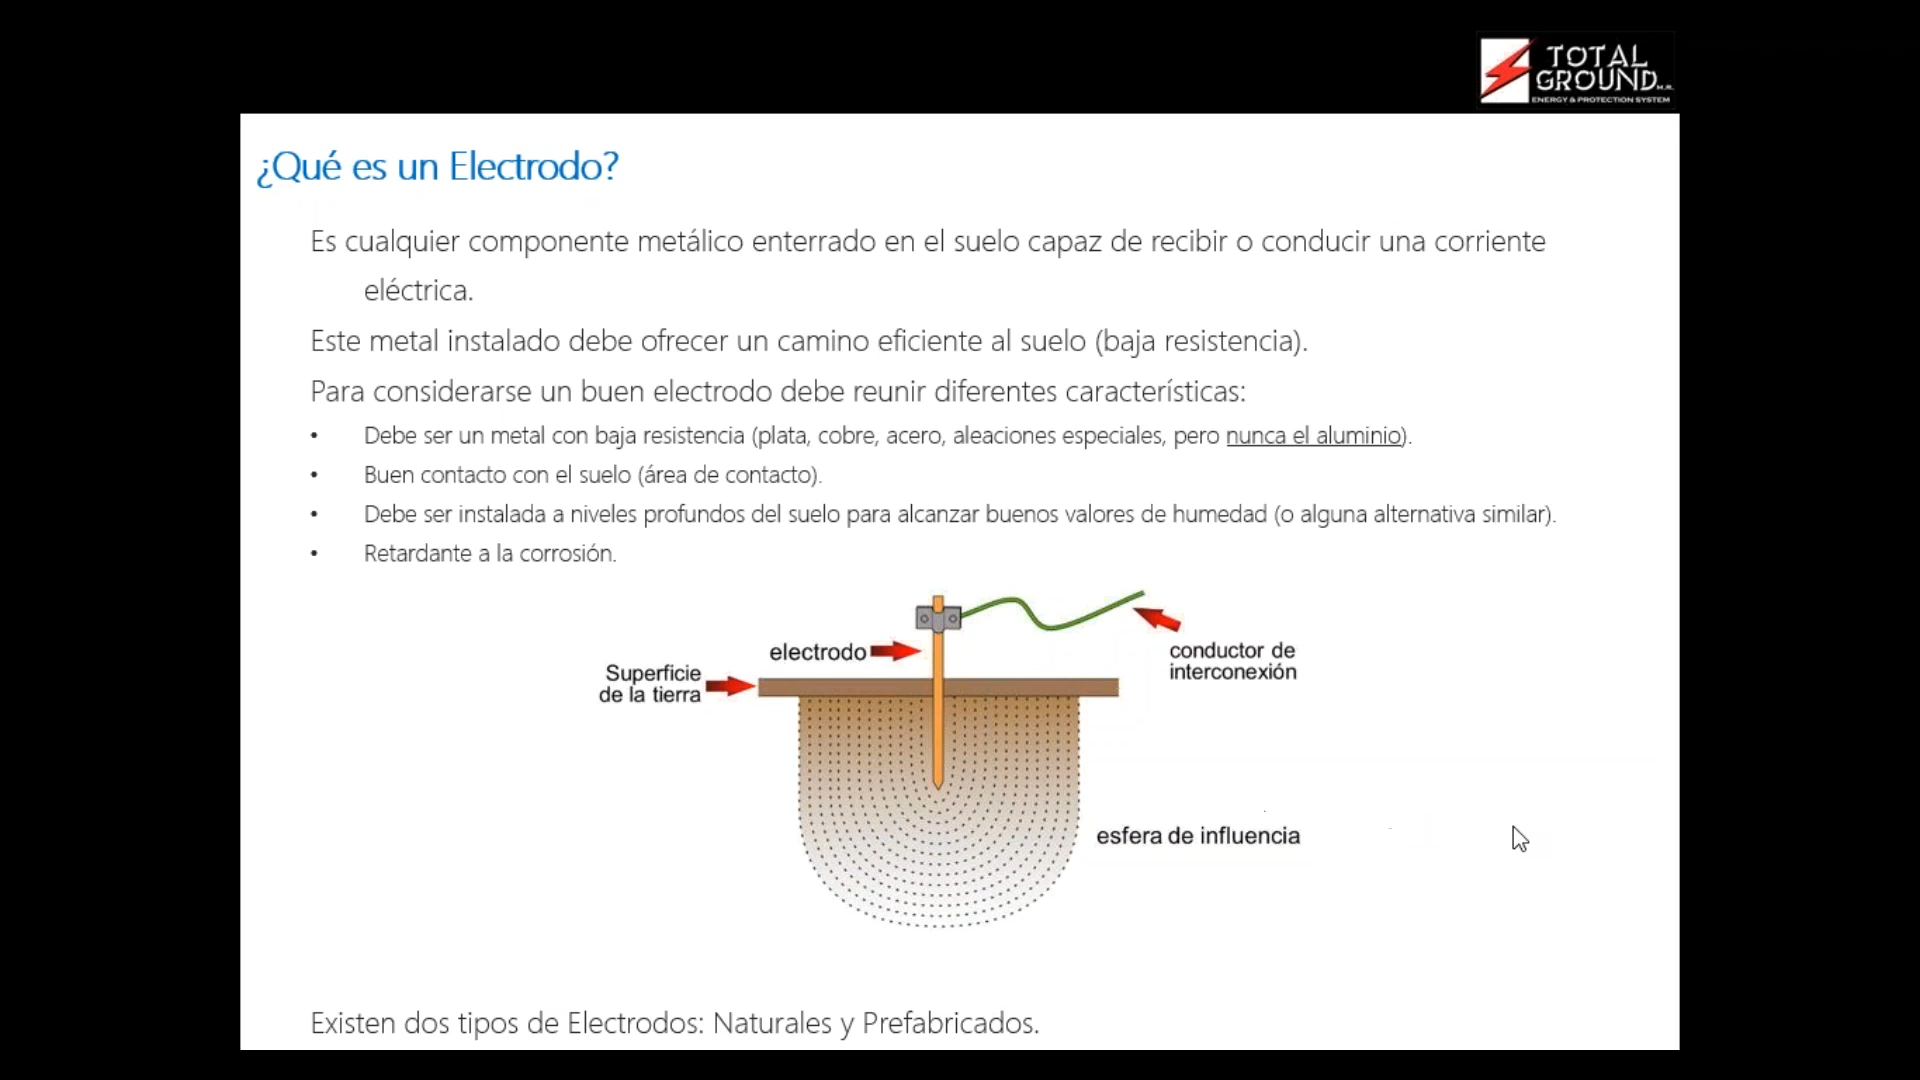 TOTAL
GROUND M.R.
ENERGY & PROTECTION SYSTEM
¿Qué es un Electrodo?
Es cualquier componente metálico enterrado en el suelo capaz de recibir o conducir una corriente
eléctrica.
Este metal instalado debe ofrecer un camino eficiente al suelo (baja resistencia).
Para considerarse un buen electrodo debe reunir diferentes características:
• Debe ser un metal con baja resistencia (plata, cobre, acero, aleaciones especiales, pero nunca el aluminio).
• Buen contacto con el suelo (área de contacto).
• Debe ser instalada a niveles profundos del suelo para alcanzar buenos valores de humedad (o alguna alternativa similar).
• Retardante a la corrosión.
electrodo
conductor de
interconexión
Superficie
de la tierra
esfera de influencia
Existen dos tipos de Electrodos: Naturales y Prefabricados.